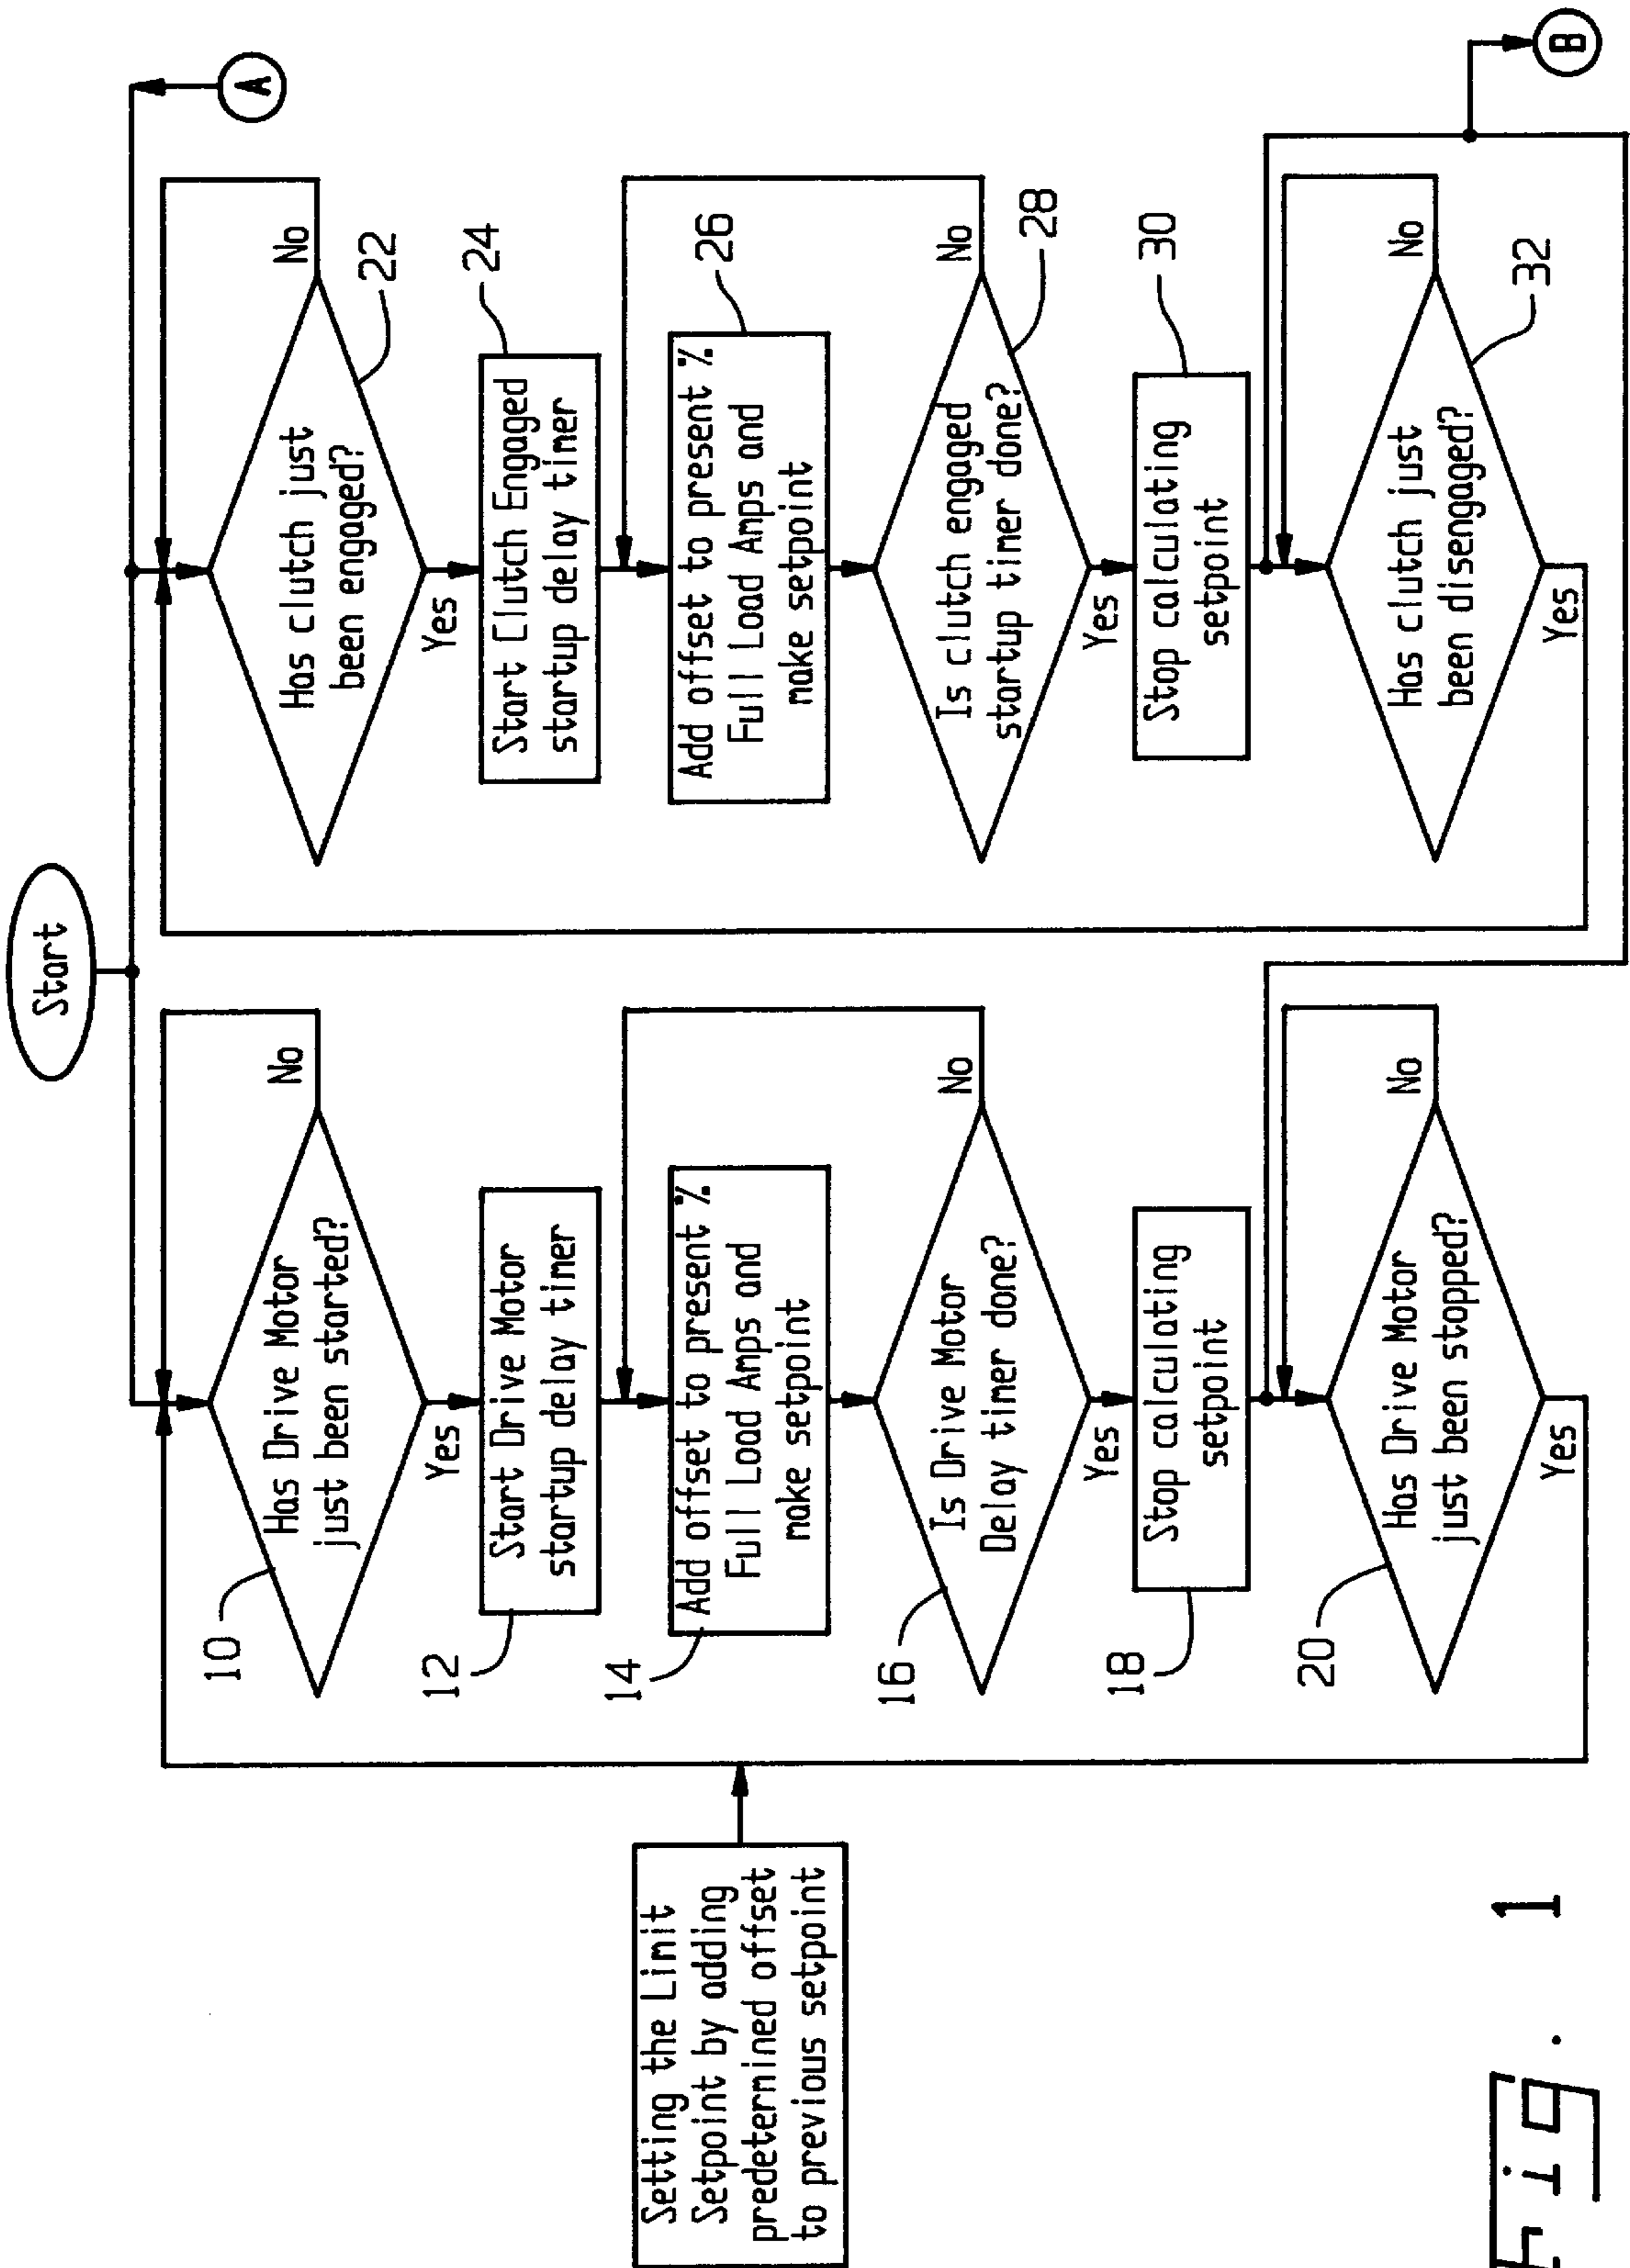 Start
A
Has Drive Motor
just been started?
No
Yes
10
Start Drive Motor
startup delay timer
12
Add offset to present %
Full Load Amps and
make setpoint
14
Is Drive Motor
Delay timer done?
No
Yes
16
Stop calculating
setpoint
18
Has Drive Motor
just been stopped?
No
Yes
20
Has clutch just
been engaged?
No
Yes
22
Start Clutch Engaged
startup delay timer
24
Add offset to present %
Full Load Amps and
make setpoint
26
Is clutch engaged
startup timer done?
No
Yes
28
Stop calculating
setpoint
30
Has clutch just
been disengaged?
No
Yes
32
B
Setting the Limit
Setpoint by adding
predetermined offset
to previous setpoint
Fig. 1